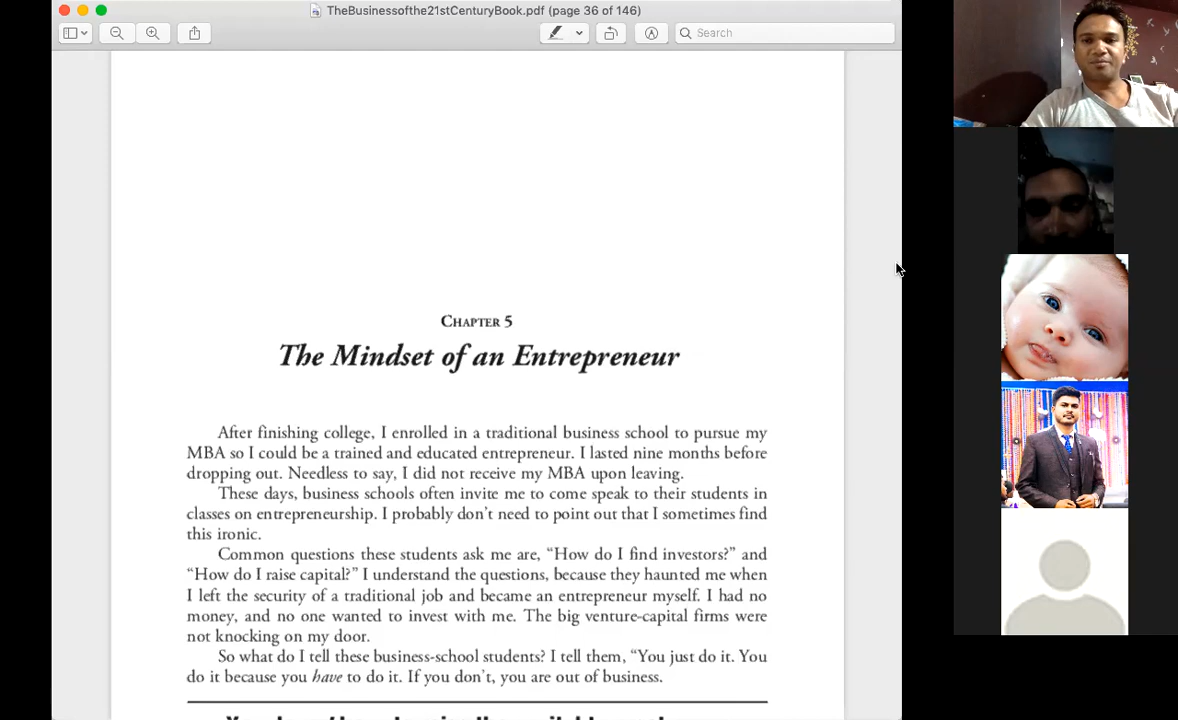 TheBusinessofthe21stCenturyBook.pdf (page 36 of 146)
Search
CHAPTER 5
The Mindset of an Entrepreneur
After finishing college, I enrolled in a traditional business school to pursue my
MBA so I could be a trained and educated entrepreneur. I lasted nine months before
dropping out. Needless to say, I did not receive my MBA upon leaving.
These days, business schools often invite me to come speak to their students in
classes on entrepreneurship. I probably don't need to point out that I sometimes find
this ironic.
Common questions these students ask me are, “How do I find investors?” and
“How do I raise capital?” I understand the questions, because they haunted me when
I left the security of a traditional job and became an entrepreneur myself. I had no
money, and no one wanted to invest with me. The big venture-capital firms were
not knocking on my door.
So what do I tell these business-school students? I tell them, “You just do it. You
do it because you have to do it. If you don't, you are out of business.